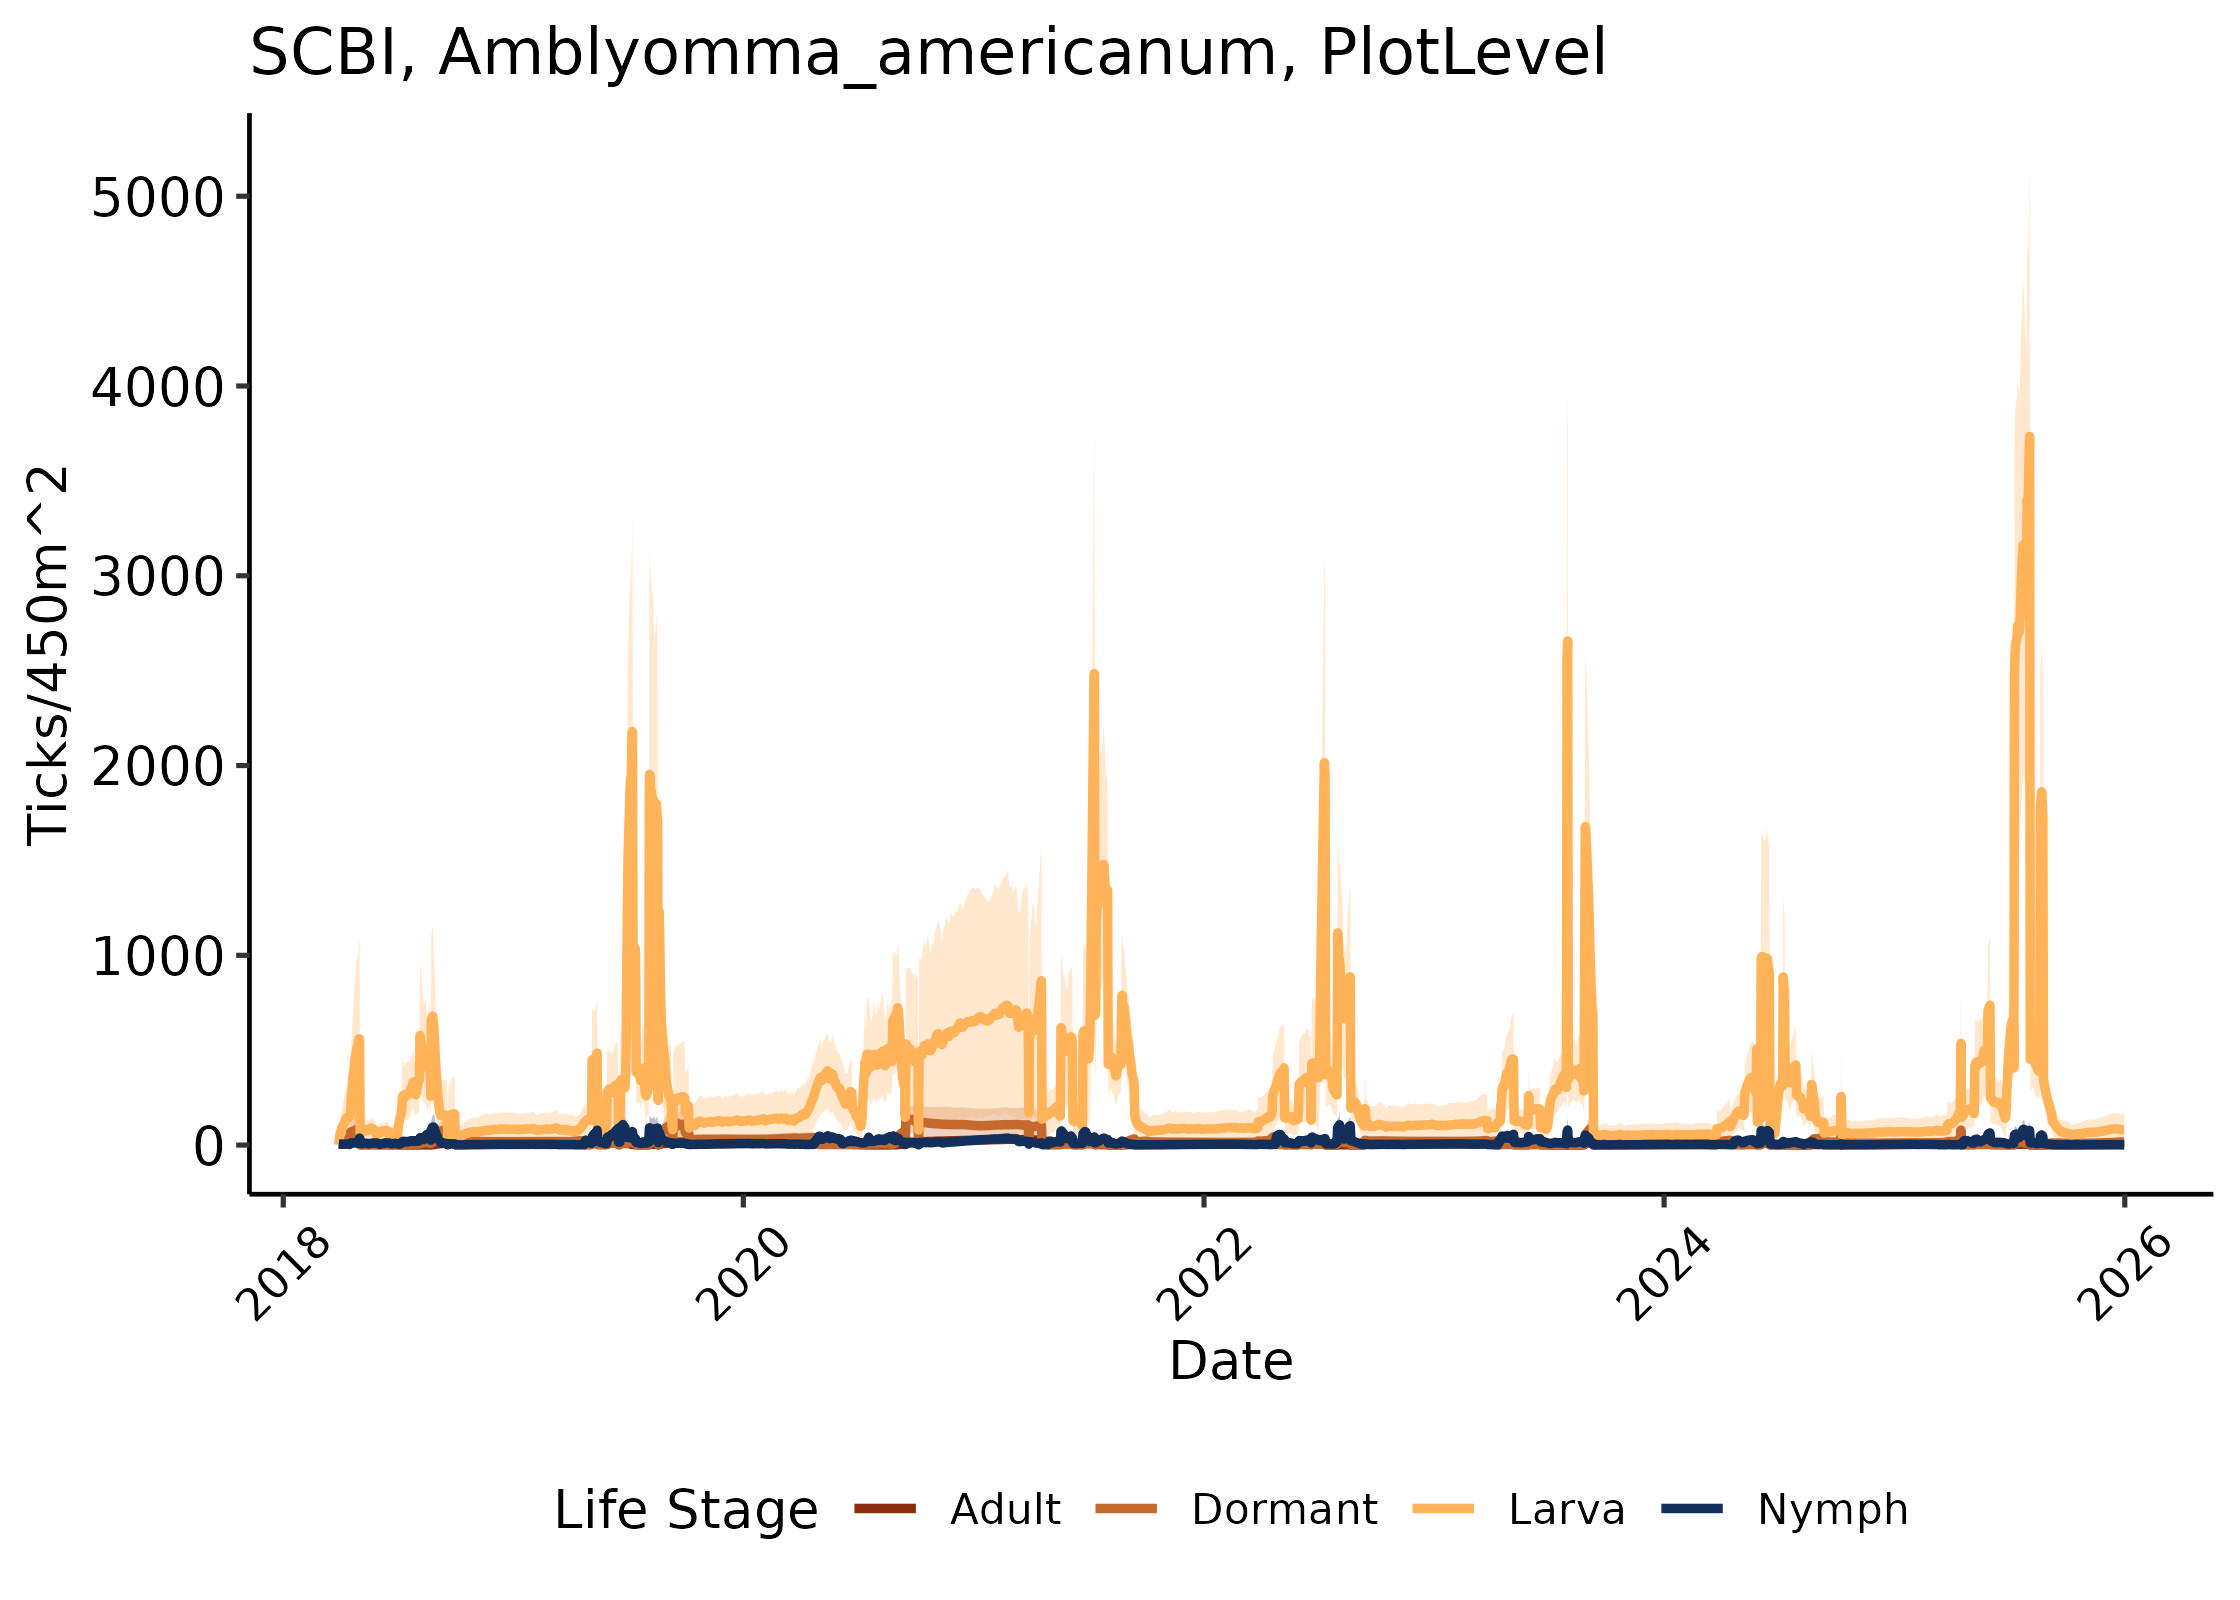 SCBI, Amblyomma_americanum, PlotLevel
Ticks/450m^2
5000
4000
3000
2000
1000
0
2018
2020
2022
2024
2026
Date
Life Stage Adult Dormant Larva Nymph